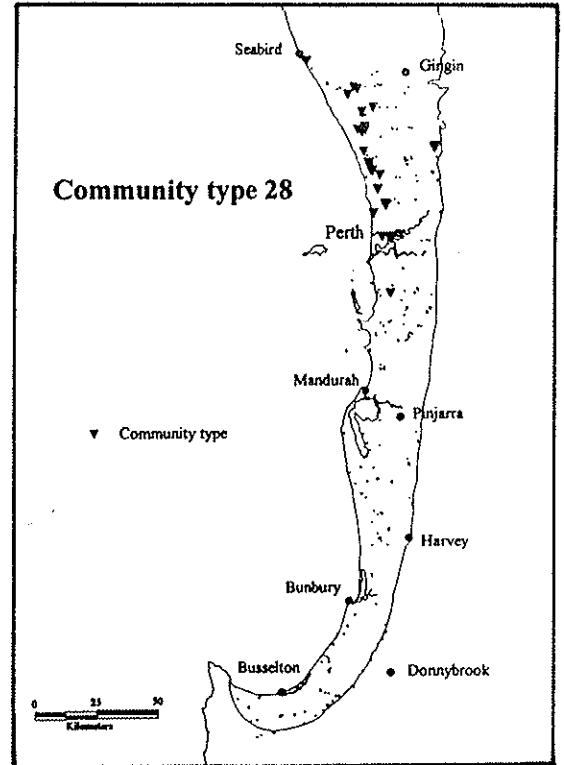 Seabird
Gingin
Community type 28
Perth
Mandurah
Pinjarra
Community type
Harvey
Bunbury
Busselton
Donnybrook
0 25 50
Kilometers